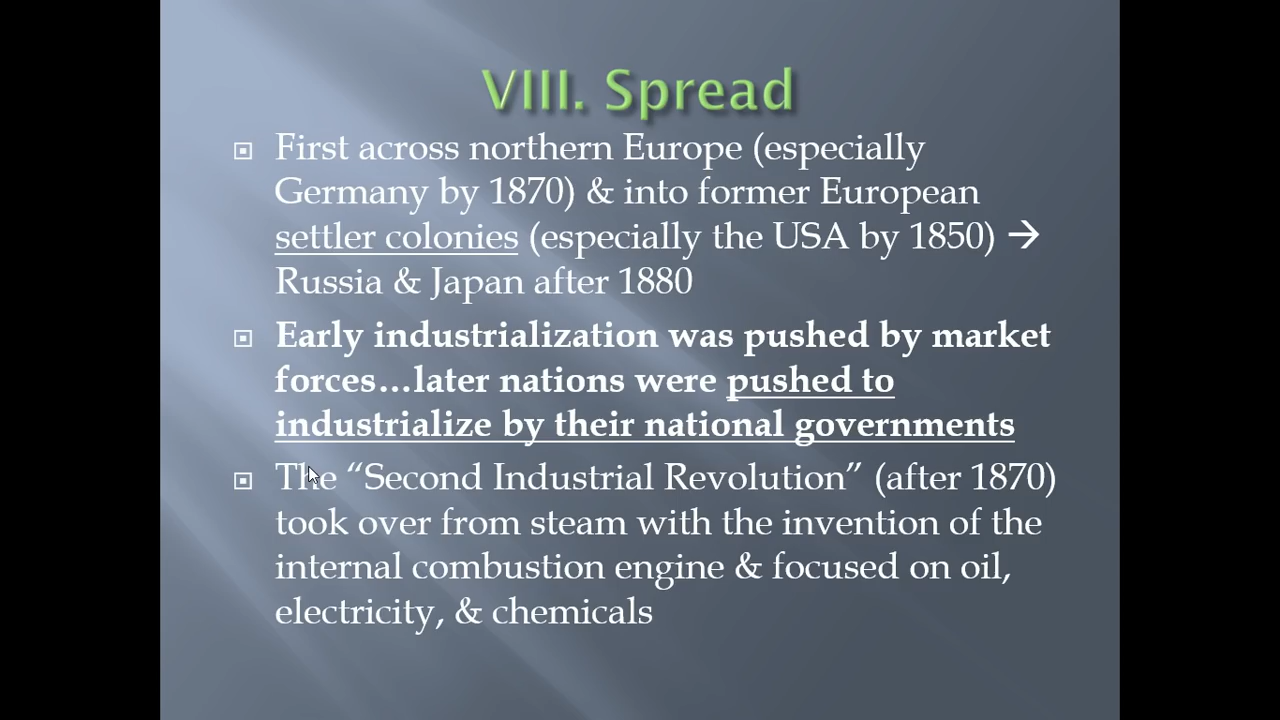 VIII. Spread
First across northern Europe (especially
Germany by 1870) & into former European
settler colonies (especially the USA by 1850) →
Russia & Japan after 1880
Early industrialization was pushed by market
forces…later nations were pushed to
industrialize by their national governments
The “Second Industrial Revolution” (after 1870)
took over from steam with the invention of the
internal combustion engine & focused on oil,
electricity, & chemicals